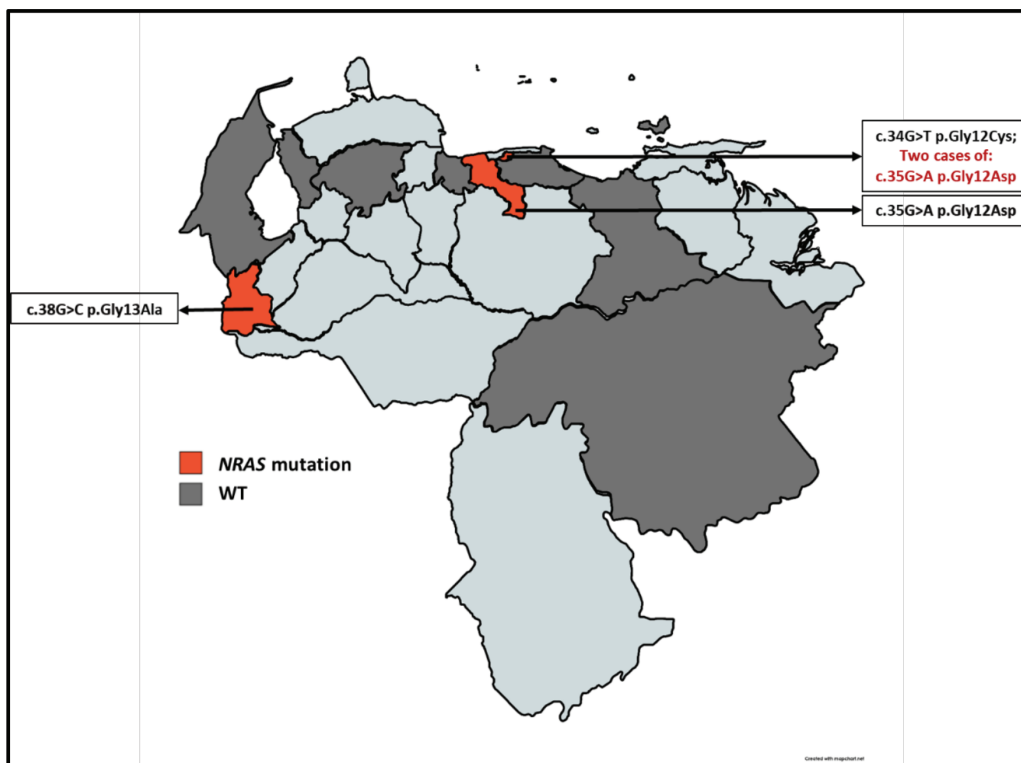 c.34G>T p.Gly12Cys;
Two cases of:
c.35G>A p.Gly12Asp
c.35G>A p.Gly12Asp
c.38G>C p.Gly13Ala
NRAS mutation
WT
Created with mapchart.net